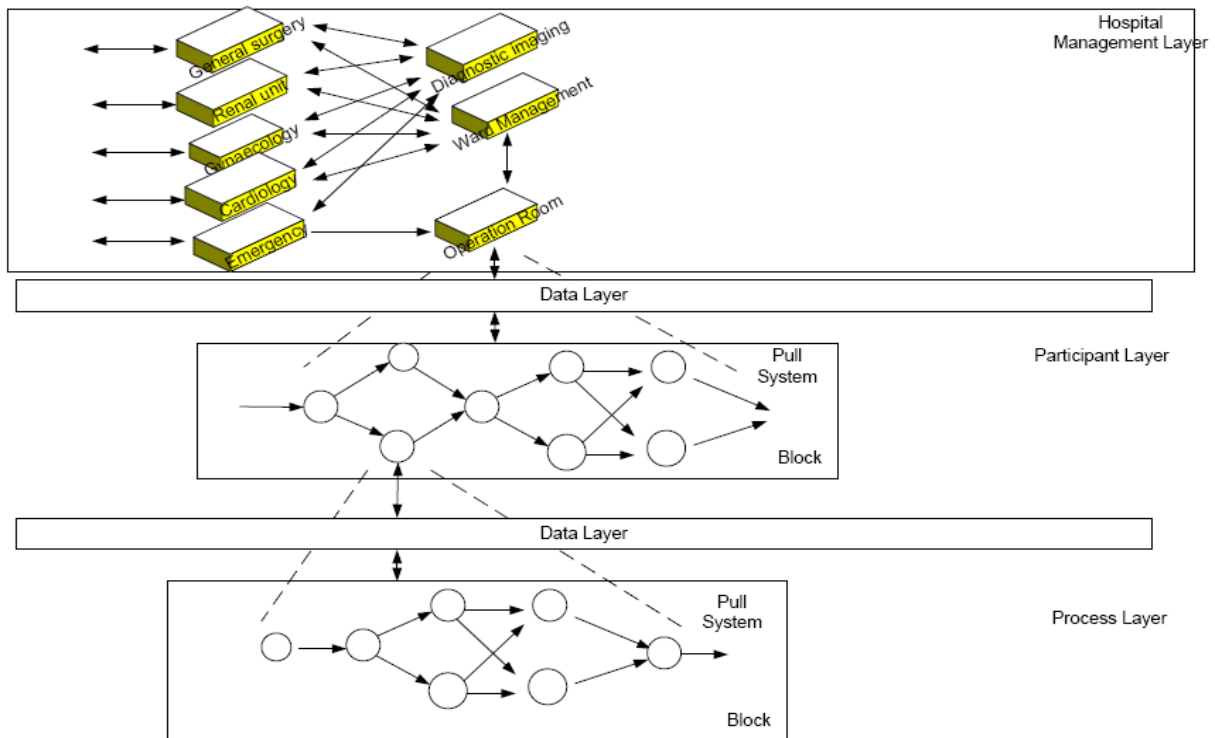 Hospital
Management Layer
General surgery
Diagnostic imaging
Renal unit
Ward Management
Gynaecology
Cardiology
Operation Room
Emergency
Data Layer
Pull
System
Participant Layer
Block
Data Layer
Pull
System
Process Layer
Block